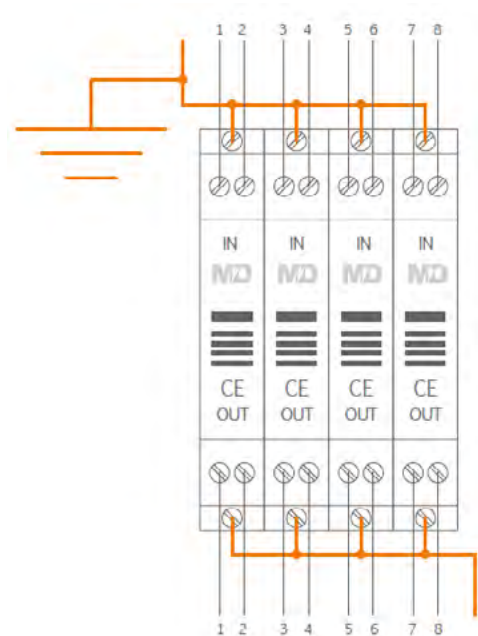 1 2 3 4 5 6 7 8
IN IN IN IN
MD MD MD MD
CE CE CE CE
OUT OUT OUT OUT
1 2 3 4 5 6 7 8